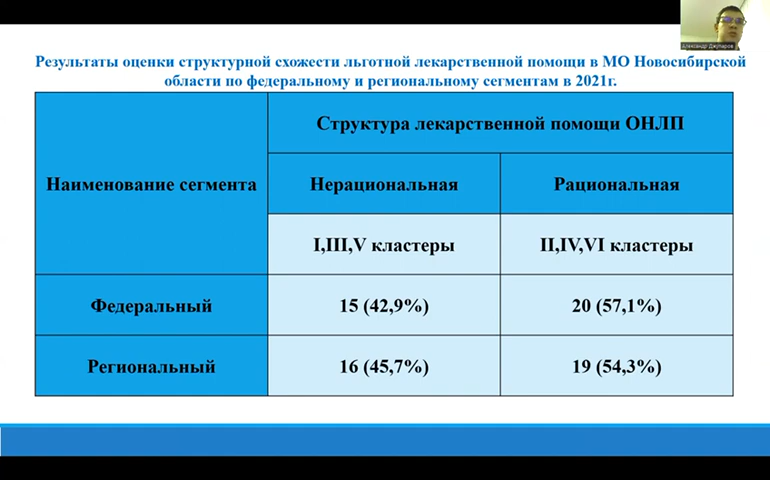 Александр Джупаров
Результаты оценки структурной схожести льготной лекарственной помощи в МО Новосибирской
области по федеральному и региональному сегментам в 2021г.
Наименование сегмента
Структура лекарственной помощи ОНЛП
Нерациональная
Рациональная
I,III,V кластеры
II,IV,VI кластеры
Федеральный
15 (42,9%)
20 (57,1%)
Региональный
16 (45,7%)
19 (54,3%)